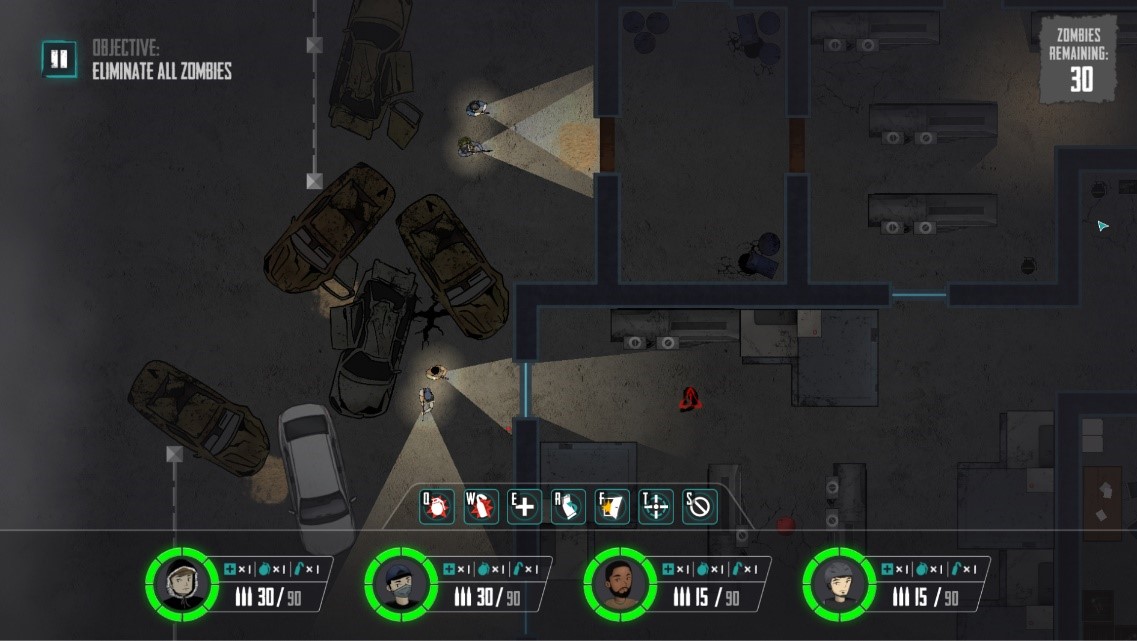 OBJECTIVE:
ELIMINATE ALL ZOMBIES
ZOMBIES
REMAINING:
30
Q W E R F T S
×1 ×1 ×1
30/90
×1 ×1 ×1
30/90
×1 ×1 ×1
15/90
×1 ×1 ×1
15/90